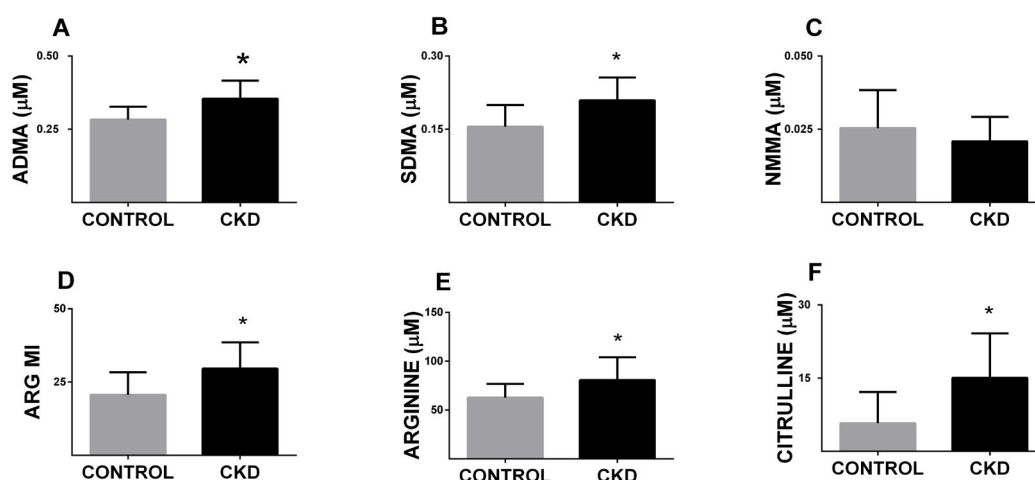 A
ADMA (μM)
0.50
0.25
*
CONTROL CKD
B
SDMA (μM)
0.30
0.15
*
CONTROL CKD
C
NMMA (μM)
0.050
0.025
CONTROL CKD
D
ARG MI
50
25
*
CONTROL CKD
E
ARGININE (μM)
150
100
50
*
CONTROL CKD
F
CITRULLINE (μM)
30
15
*
CONTROL CKD